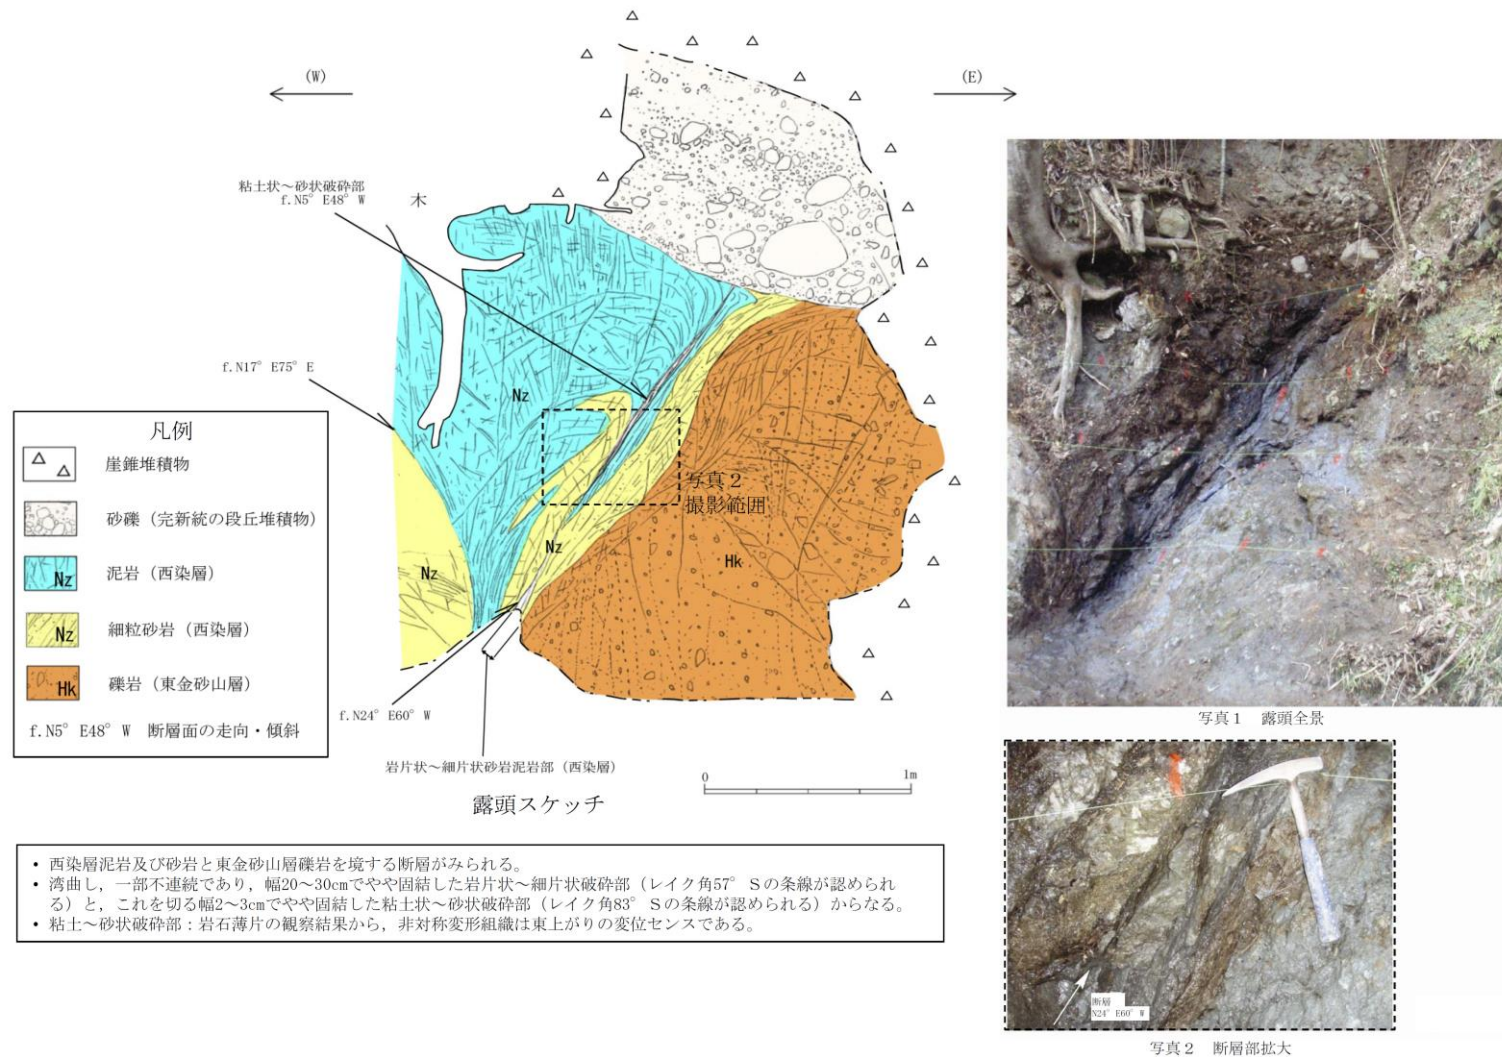 (W)
(E)
粘土状～砂状破砕部
f.N5°E48°W
木
f.N17°E75°E
Nz
写真２
撮影範囲
Nz
Nz
Hk
f.N24°E60°W
岩片状～細片状砂岩泥岩部（西染層）
0
1m
露頭スケッチ
凡例
崖錐堆積物
砂礫（完新統の段丘堆積物）
Nz
泥岩（西染層）
Nz
細粒砂岩（西染層）
Hk
礫岩（東金砂山層）
f.N5°E48°W 断層面の走向・傾斜
写真１ 露頭全景
断層
N24°E60°W
写真２ 断層部拡大
• 西染層泥岩及び砂岩と東金砂山層礫岩を境する断層がみられる。
• 湾曲し，一部不連続であり，幅20～30cmでやや固結した岩片状～細片状破砕部（レイク角57°Ｓの条線が認められ
る）と，これを切る幅2～3cmでやや固結した粘土状～砂状破砕部（レイク角83°Ｓの条線が認められる）からなる。
• 粘土～砂状破砕部：岩石薄片の観察結果から，非対称変形組織は東上がりの変位センスである。